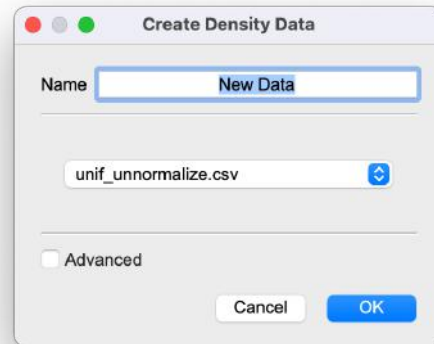 Create Density Data
Name New Data
unif_unnormalize.csv
Advanced
Cancel OK